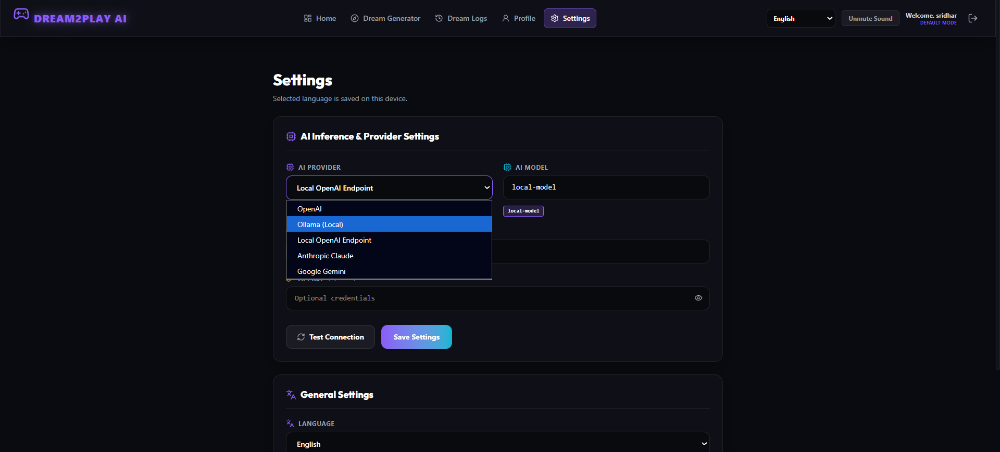 DREAM2PLAY AI
Home
Dream Generator
Dream Logs
Profile
Settings
English
Unmute Sound
Welcome, sridhar
DEFAULT MODE
Settings
Selected language is saved on this device.
AI Inference & Provider Settings
AI PROVIDER
AI MODEL
Local OpenAI Endpoint
local-model
OpenAI
local-model
Ollama (Local)
Local OpenAI Endpoint
Anthropic Claude
Google Gemini
Optional credentials
Test Connection
Save Settings
General Settings
LANGUAGE
English